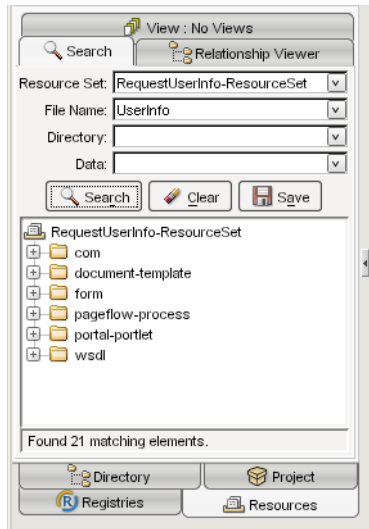 View : No Views
Search
Relationship Viewer
Resource Set: RequestUserInfo-ResourceSet
File Name: UserInfo
Directory:
Data:
Search Clear Save
RequestUserInfo-ResourceSet
com
document-template
form
pageflow-process
portal-portlet
wsdl
Found 21 matching elements.
Directory
Project
Registries
Resources